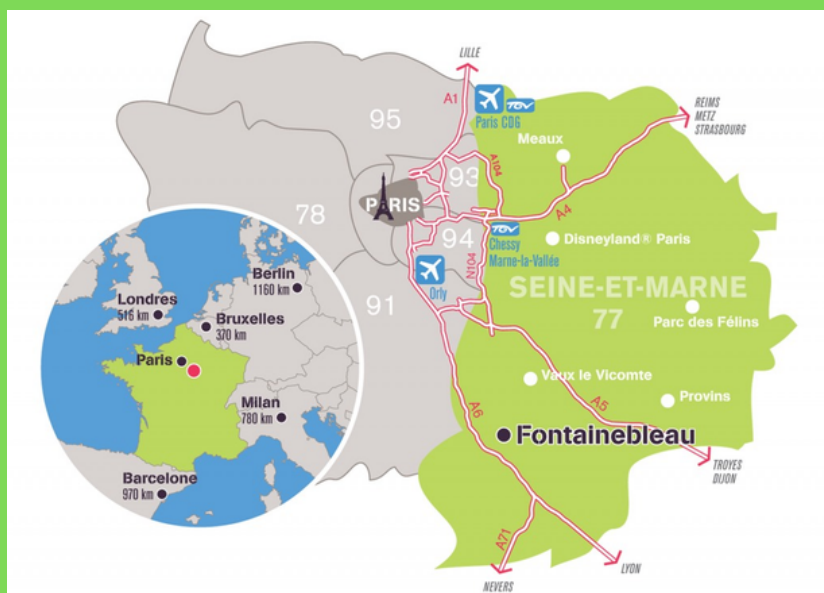 LILLE
A1
TGV
Paris CDG
REIMS
METZ
STRASBOURG
95
Meaux
A104
93
PARIS
A4
78
94
TGV
Chessy
Marne-la-Vallée
Disneyland® Paris
N104
Orly
SEINE-ET-MARNE
77
91
Parc des Félins
Vaux le Vicomte
Provins
A6
A5
Fontainebleau
TROYES
DIJON
A71
NEVERS
LYON
Berlin
1160 km
Londres
516 km
Bruxelles
370 km
Paris
Milan
780 km
Barcelone
970 km